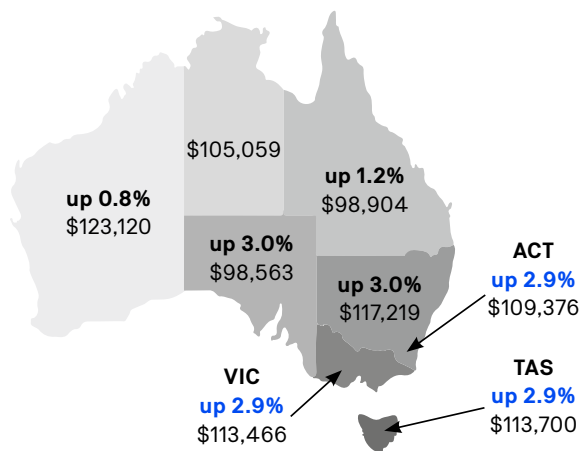 $105,059
up 0.8%
$123,120
up 1.2%
$98,904
up 3.0%
$98,563
up 3.0%
$117,219
ACT
up 2.9%
$109,376
VIC
up 2.9%
$113,466
TAS
up 2.9%
$113,700